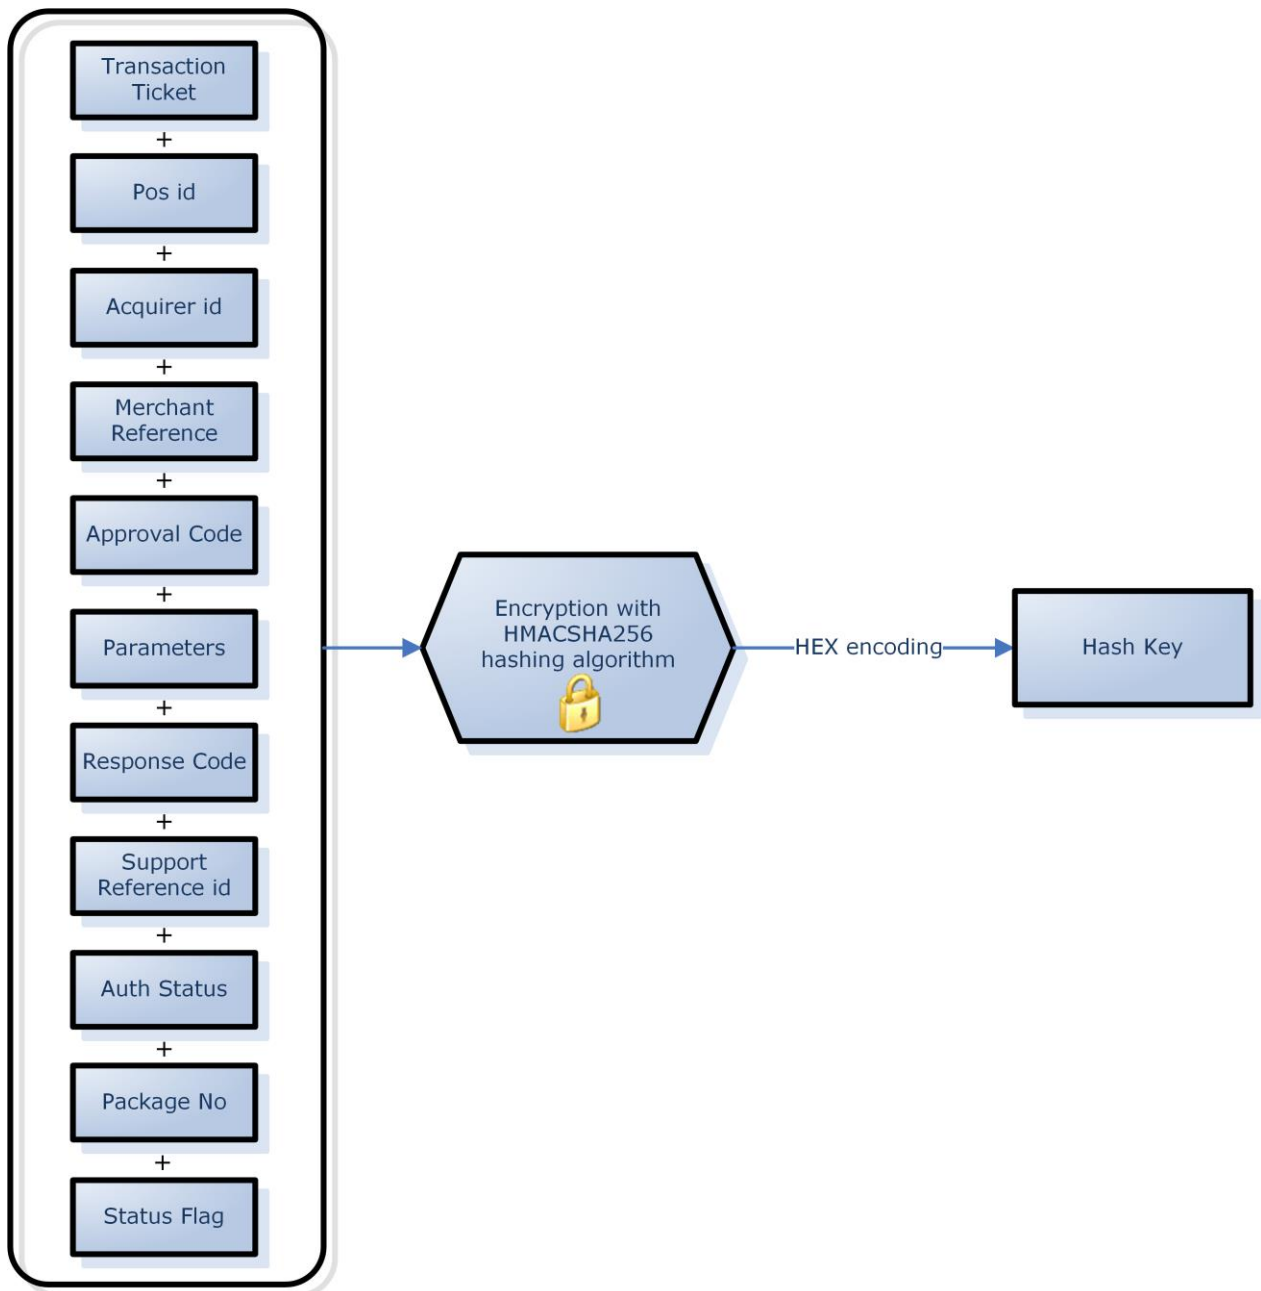 Transaction
Ticket
+
Pos id
+
Acquirer id
+
Merchant
Reference
+
Approval Code
+
Parameters
+
Response Code
+
Support
Reference id
+
Auth Status
+
Package No
+
Status Flag
Encryption with
HMACSHA256
hashing algorithm
HEX encoding
Hash Key